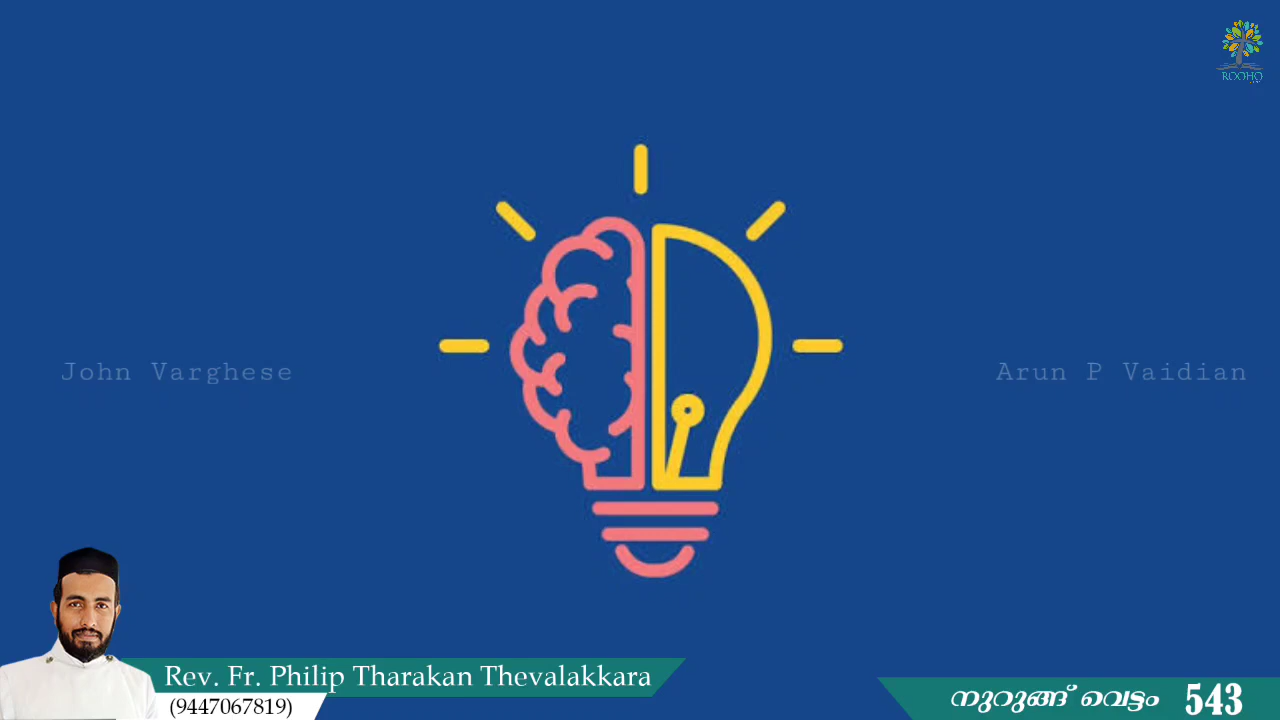 ROOHO
John Varghese
Arun P Vaidian
Rev. Fr. Philip Tharakan Thevalakkara
(9447067819)
നുറുങ്ങ് വെട്ടം 543